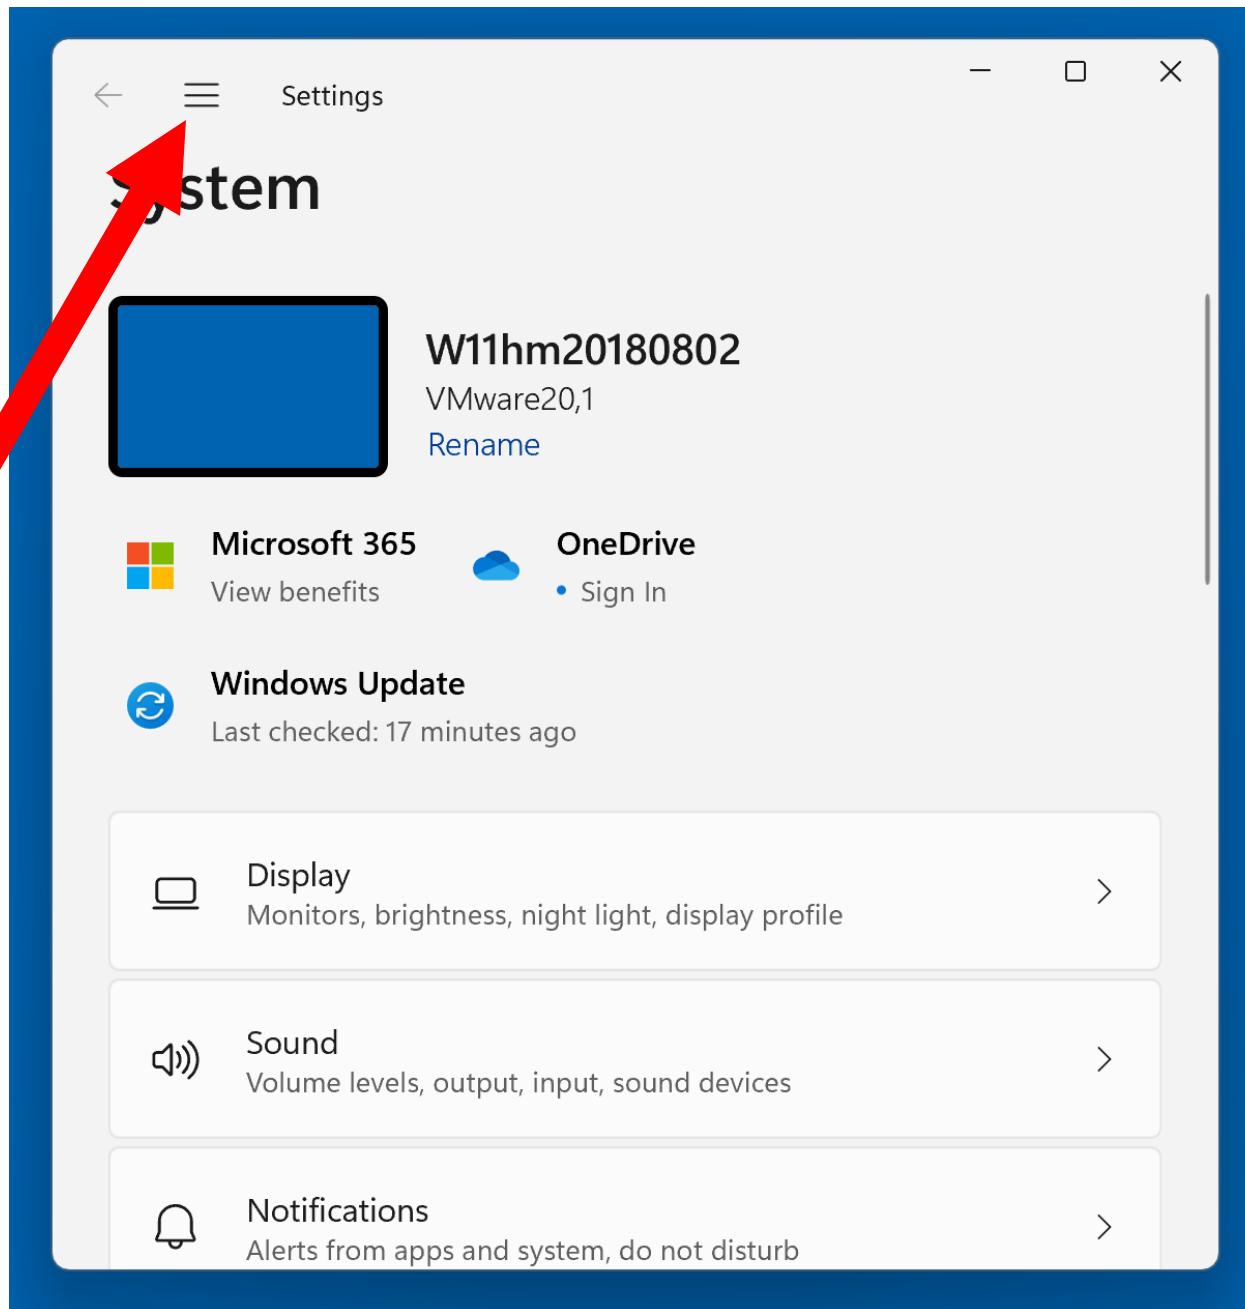 Settings
System
W11hm20180802
VMware20,1
Rename
Microsoft 365
View benefits
OneDrive
• Sign In
Windows Update
Last checked: 17 minutes ago
Display
Monitors, brightness, night light, display profile
Sound
Volume levels, output, input, sound devices
Notifications
Alerts from apps and system, do not disturb